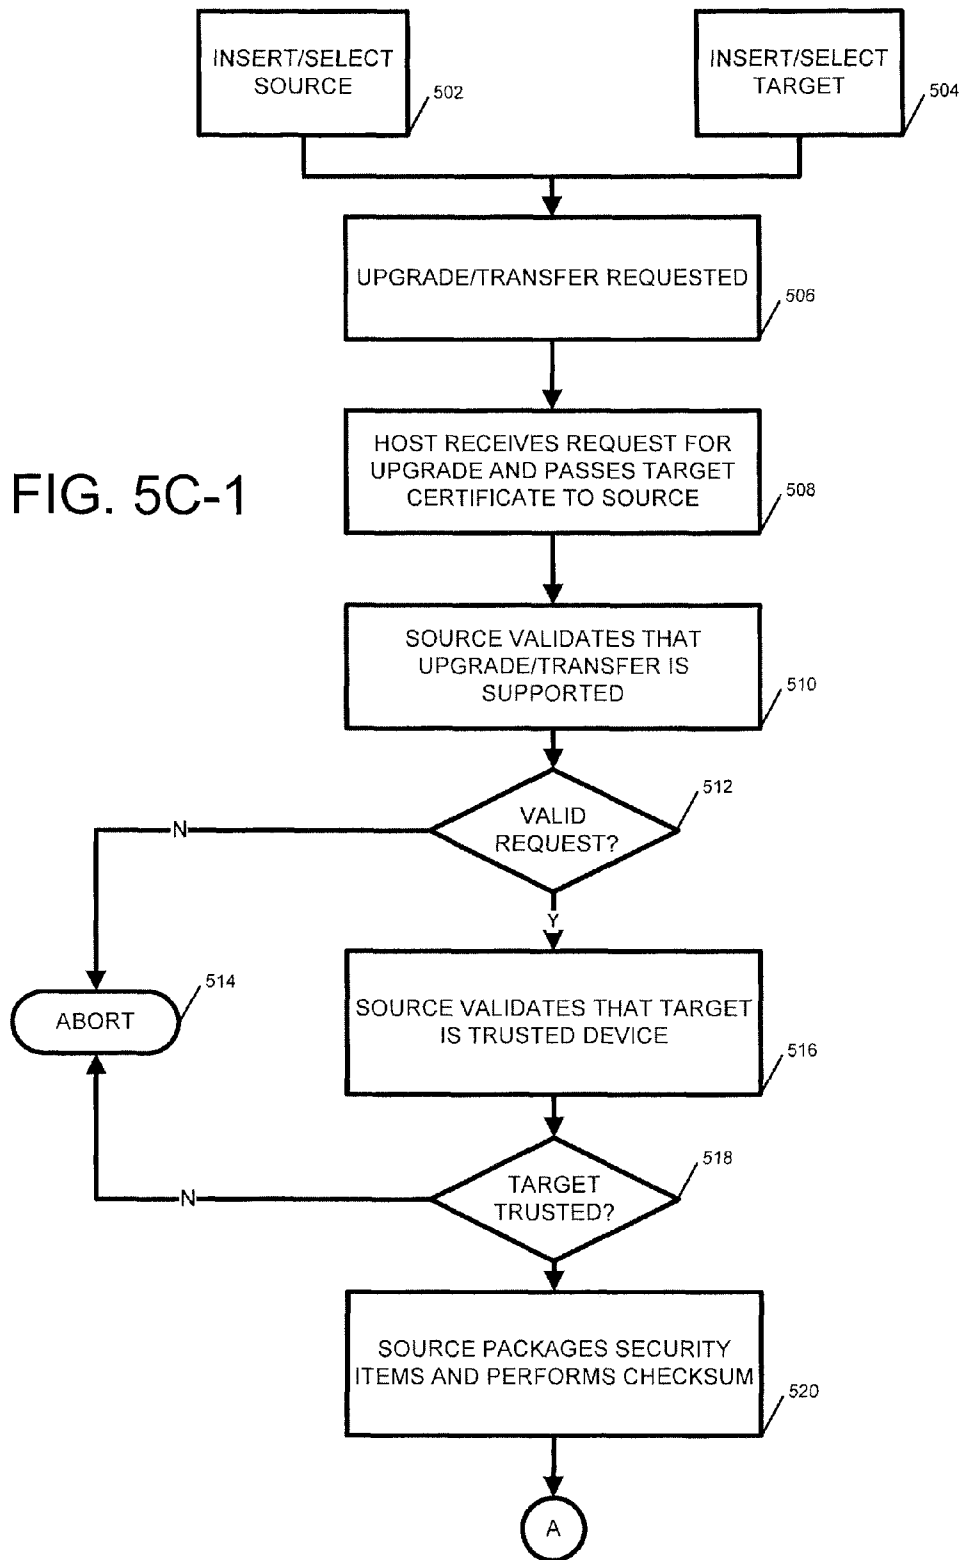 INSERT/SELECT
SOURCE
502
INSERT/SELECT
TARGET
504
UPGRADE/TRANSFER REQUESTED
506
HOST RECEIVES REQUEST FOR
UPGRADE AND PASSES TARGET
CERTIFICATE TO SOURCE
508
FIG. 5C-1
SOURCE VALIDATES THAT
UPGRADE/TRANSFER IS
SUPPORTED
510
VALID
REQUEST?
512
N
Y
ABORT
514
SOURCE VALIDATES THAT TARGET
IS TRUSTED DEVICE
516
TARGET
TRUSTED?
518
N
SOURCE PACKAGES SECURITY
ITEMS AND PERFORMS CHECKSUM
520
A